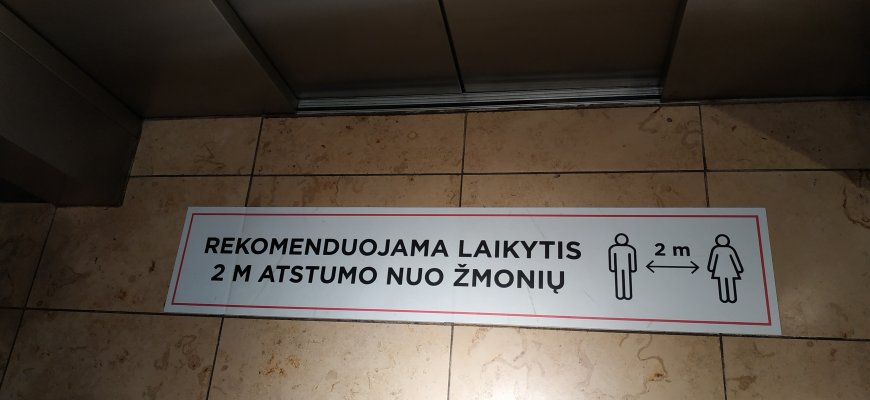 REKOMENDUOJAMA LAIKYTIS
2 M ATSTUMO NUO ŽMONIŲ
2 m